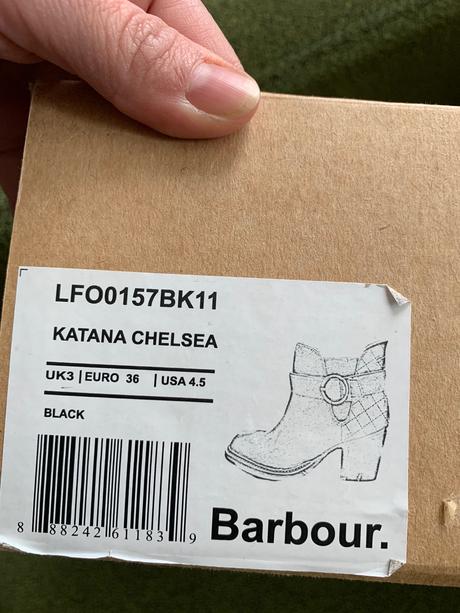 LFO0157BK11
KATANA CHELSEA
UK3 | EURO 36 | USA 4.5
BLACK
8 88242 61183 9
Barbour.